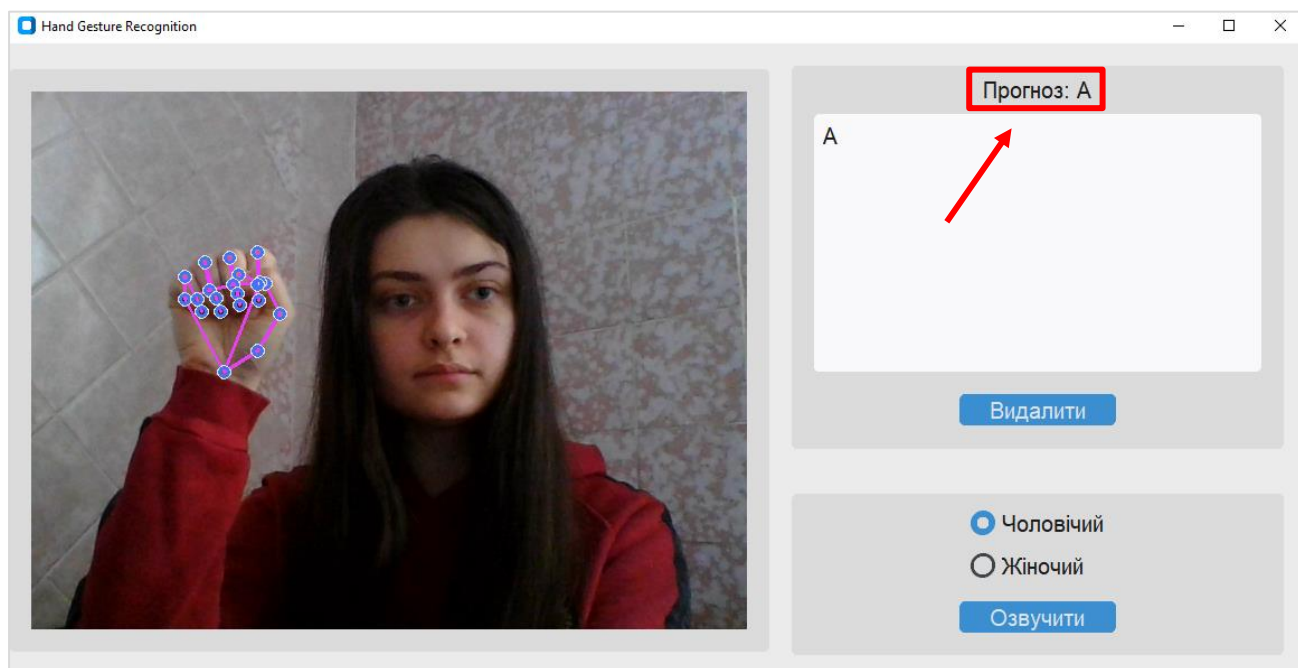 Hand Gesture Recognition
Прогноз: А
А
Видалити
Чоловічий
Жіночий
Озвучити